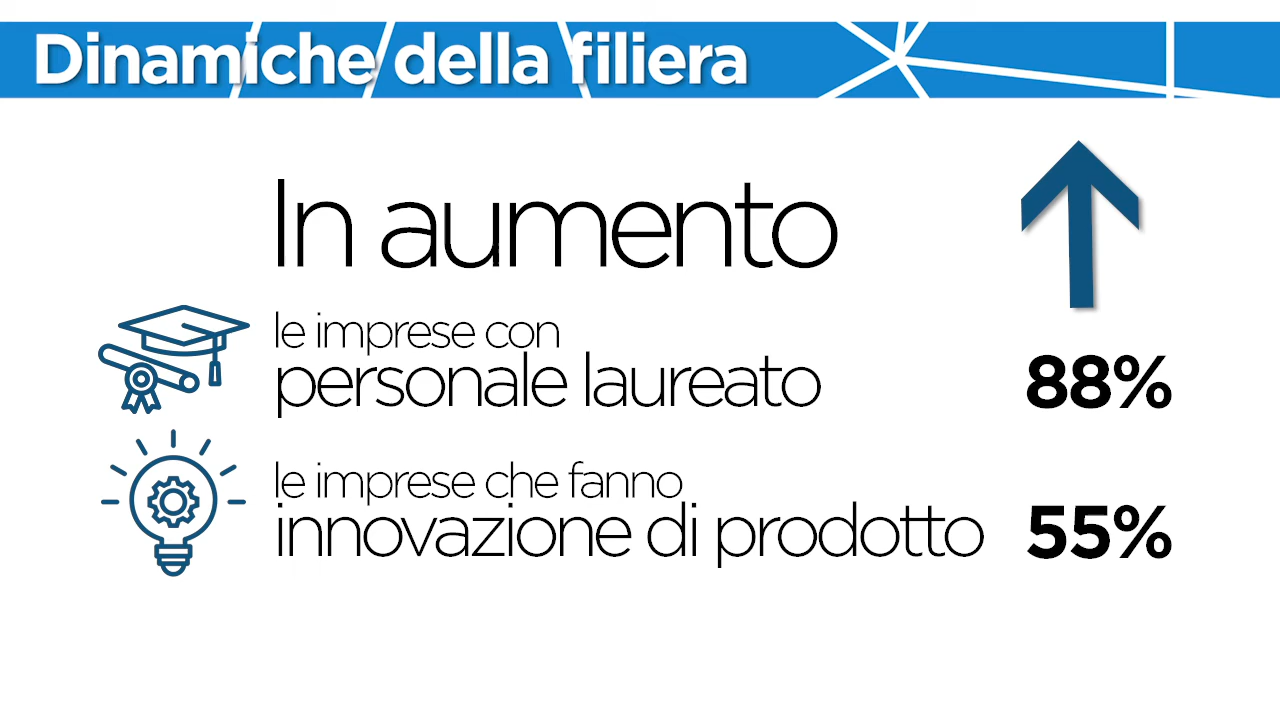 Dinamiche della filiera
In aumento
le imprese con
personale laureato 88%
le imprese che fanno
innovazione di prodotto 55%